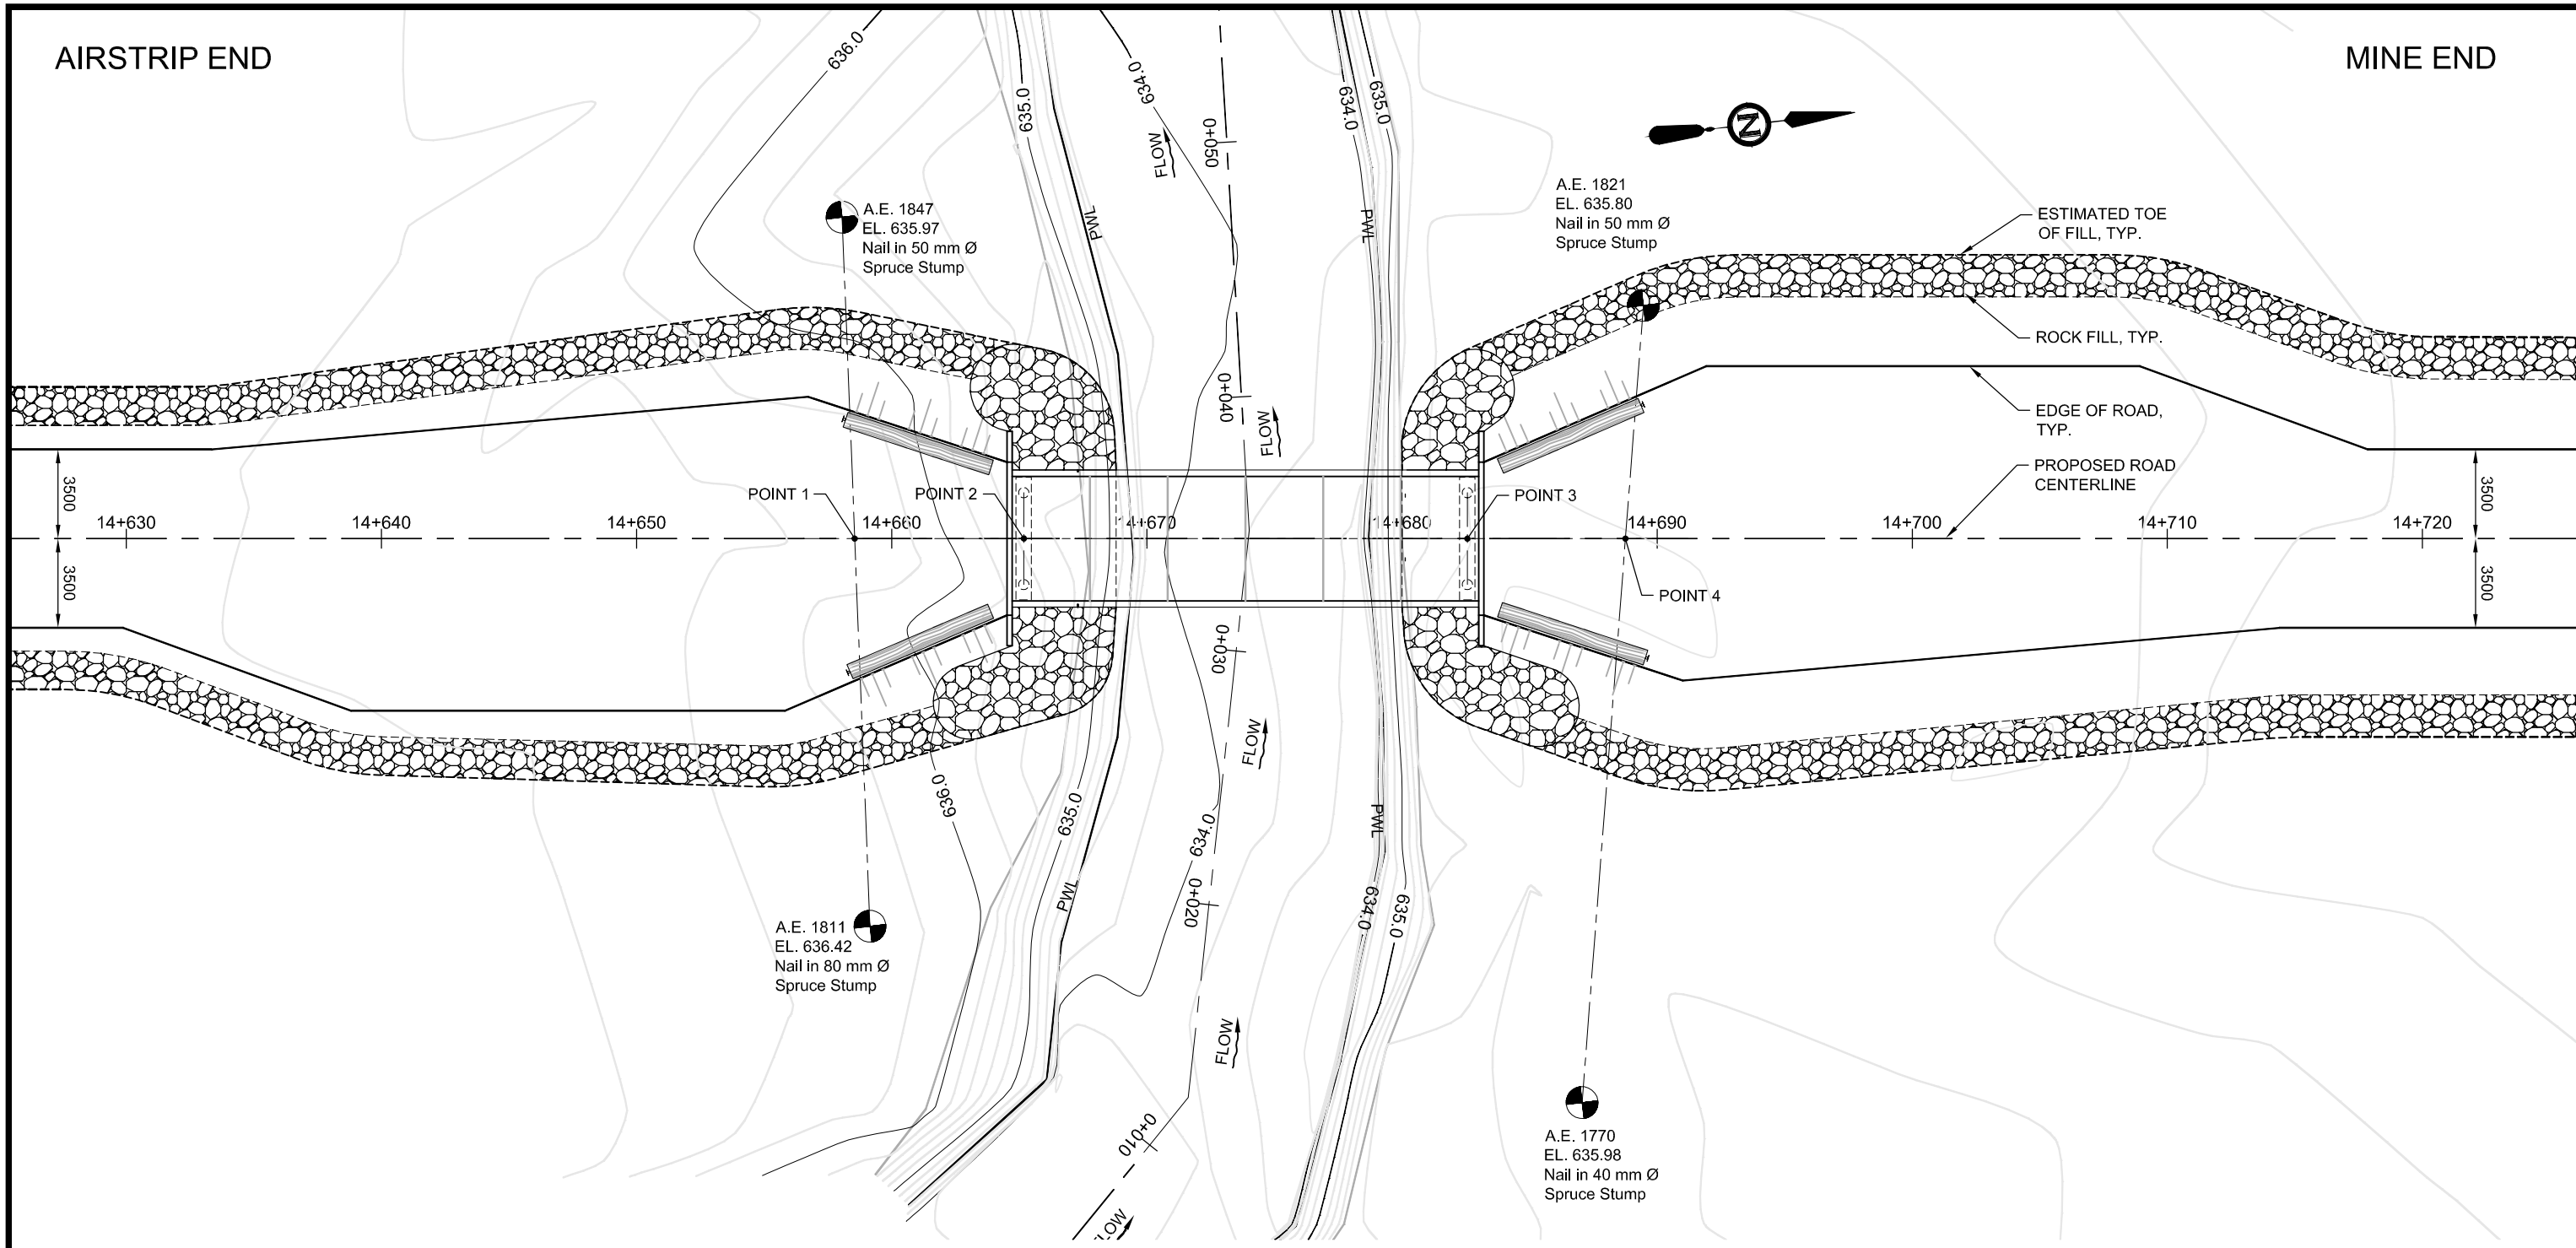 AIRSTRIP END
MINE END
636.0
635.0
634.0
634.0
635.0
0+050
FLOW
N
A.E. 1847
EL. 635.97
Nail in 50 mm Ø
Spruce Stump
PWL
PWL
A.E. 1821
EL. 635.80
Nail in 50 mm Ø
Spruce Stump
ESTIMATED TOE
OF FILL, TYP.
ROCK FILL, TYP.
0+040
FLOW
EDGE OF ROAD,
TYP.
PROPOSED ROAD
CENTERLINE
3500
3500
POINT 1
POINT 2
POINT 3
3500
3500
14+630
14+640
14+650
14+660
14+670
14+680
14+690
14+700
14+710
14+720
POINT 4
0+030
FLOW
636.0
635.0
634.0
PWL
PWL
0+020
634.0
635.0
A.E. 1811
EL. 636.42
Nail in 80 mm Ø
Spruce Stump
FLOW
0+010
A.E. 1770
EL. 635.98
Nail in 40 mm Ø
Spruce Stump
FLOW